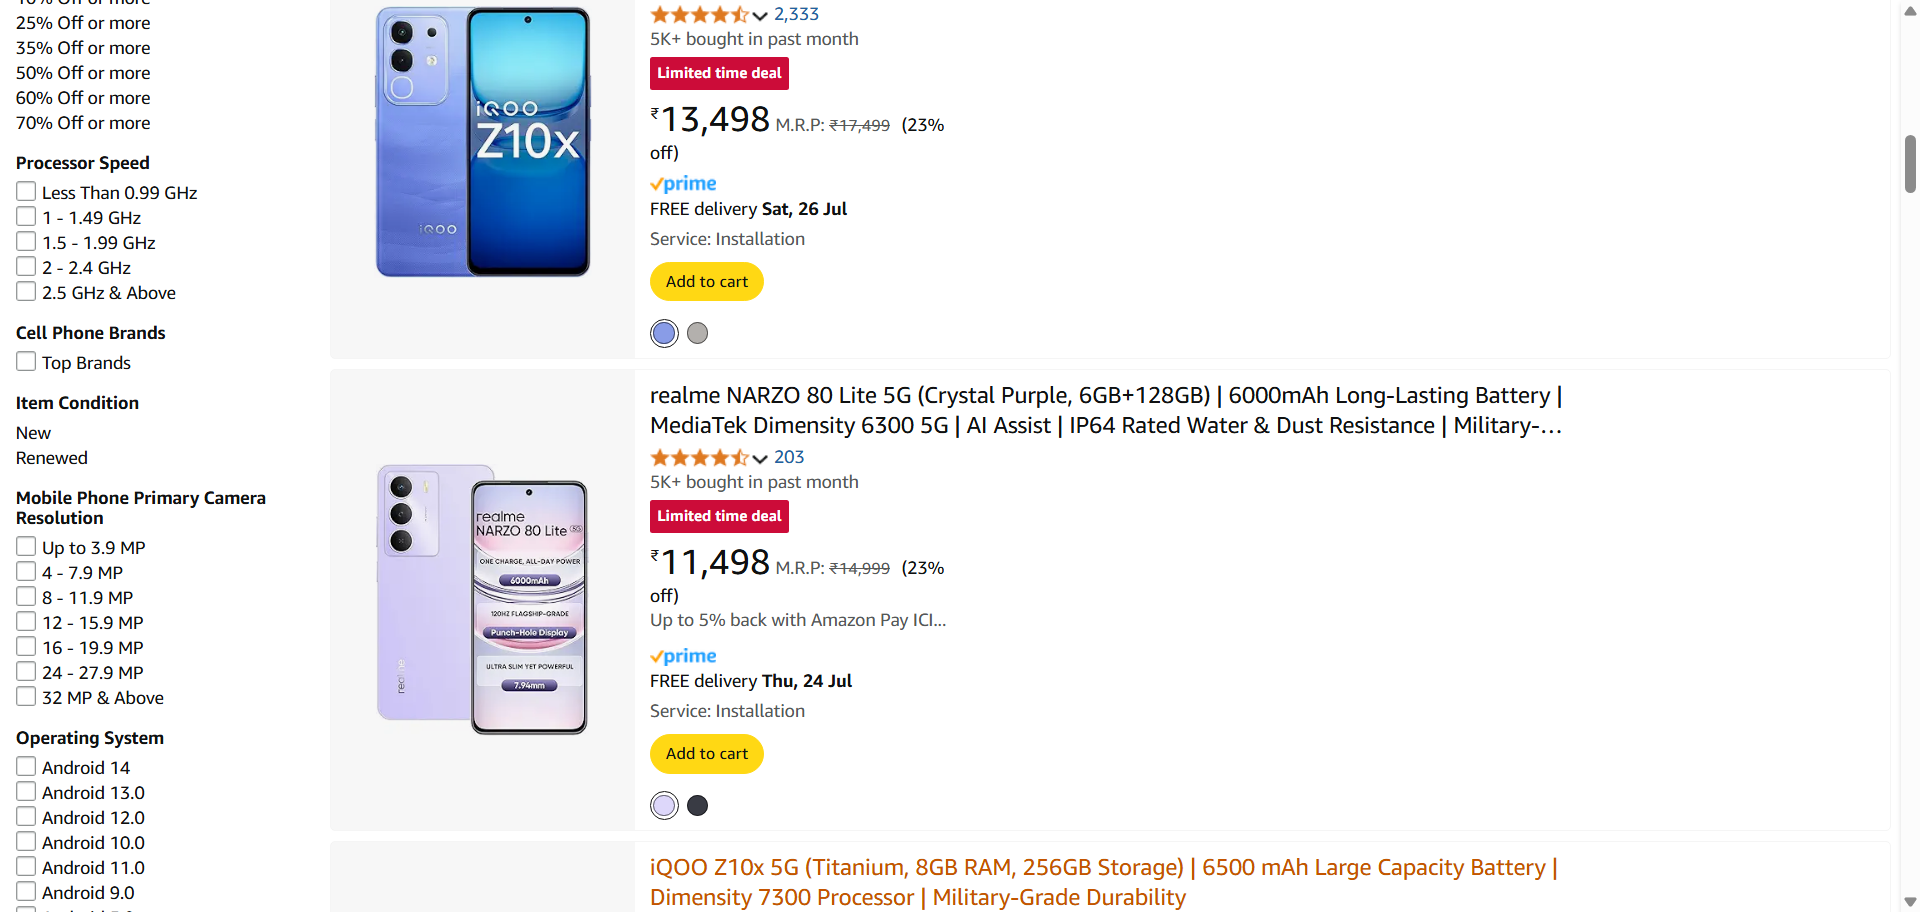 10% Off or more
25% Off or more
35% Off or more
50% Off or more
60% Off or more
70% Off or more
Processor Speed
Less Than 0.99 GHz
1 - 1.49 GHz
1.5 - 1.99 GHz
2 - 2.4 GHz
2.5 GHz & Above
Cell Phone Brands
Top Brands
Item Condition
New
Renewed
Mobile Phone Primary Camera
Resolution
Up to 3.9 MP
4 - 7.9 MP
8 - 11.9 MP
12 - 15.9 MP
16 - 19.9 MP
24 - 27.9 MP
32 MP & Above
Operating System
Android 14
Android 13.0
Android 12.0
Android 10.0
Android 11.0
Android 9.0
iQOO
Z10x
iQOO
2,333
5K+ bought in past month
Limited time deal
₹13,498 M.R.P: ₹17,499 (23%
off)
prime
FREE delivery Sat, 26 Jul
Service: Installation
Add to cart
realme
NARZO 80 Lite 5G
ONE CHARGE, ALL-DAY POWER
6000mAh
120HZ FLAGSHIP-GRADE
Punch-Hole Display
ULTRA SLIM YET POWERFUL
7.94mm
realme
realme NARZO 80 Lite 5G (Crystal Purple, 6GB+128GB) | 6000mAh Long-Lasting Battery |
MediaTek Dimensity 6300 5G | AI Assist | IP64 Rated Water & Dust Resistance | Military-…
203
5K+ bought in past month
Limited time deal
₹11,498 M.R.P: ₹14,999 (23%
off)
Up to 5% back with Amazon Pay ICI…
prime
FREE delivery Thu, 24 Jul
Service: Installation
Add to cart
iQOO Z10x 5G (Titanium, 8GB RAM, 256GB Storage) | 6500 mAh Large Capacity Battery |
Dimensity 7300 Processor | Military-Grade Durability